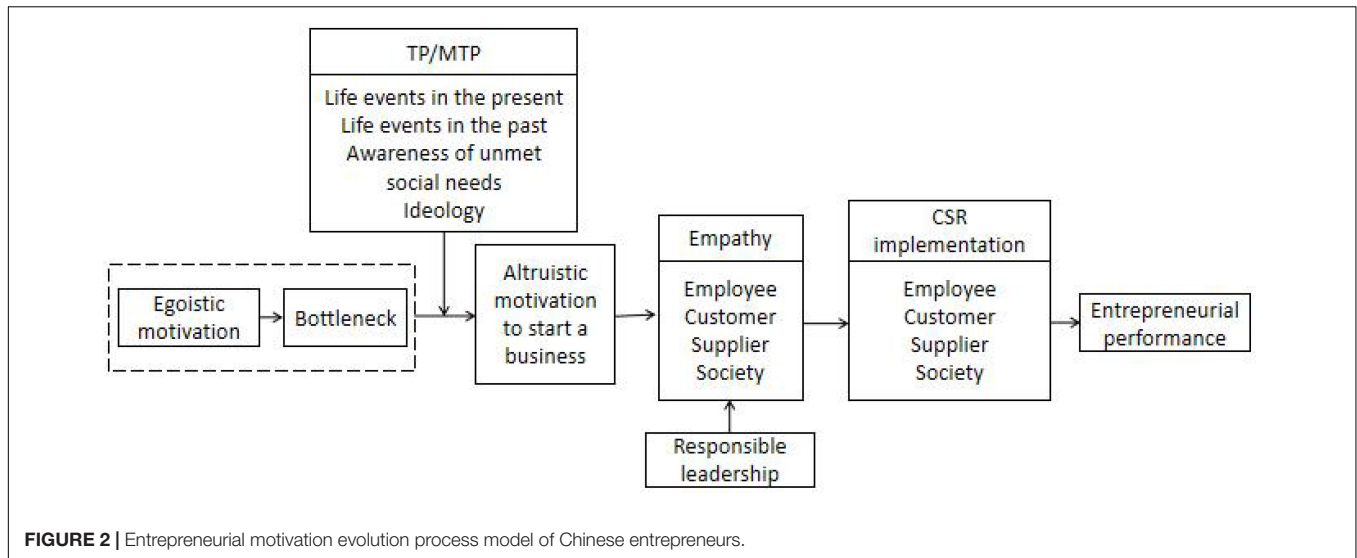 TP/MTP
Life events in the present
Life events in the past
Awareness of unmet
social needs
Ideology
Egoistic
motivation
Bottleneck
Altruistic
motivation
to start a
business
Empathy
Employee
Customer
Supplier
Society
Responsible
leadership
CSR
implementation
Employee
Customer
Supplier
Society
Entrepreneurial
performance
FIGURE 2 | Entrepreneurial motivation evolution process model of Chinese entrepreneurs.